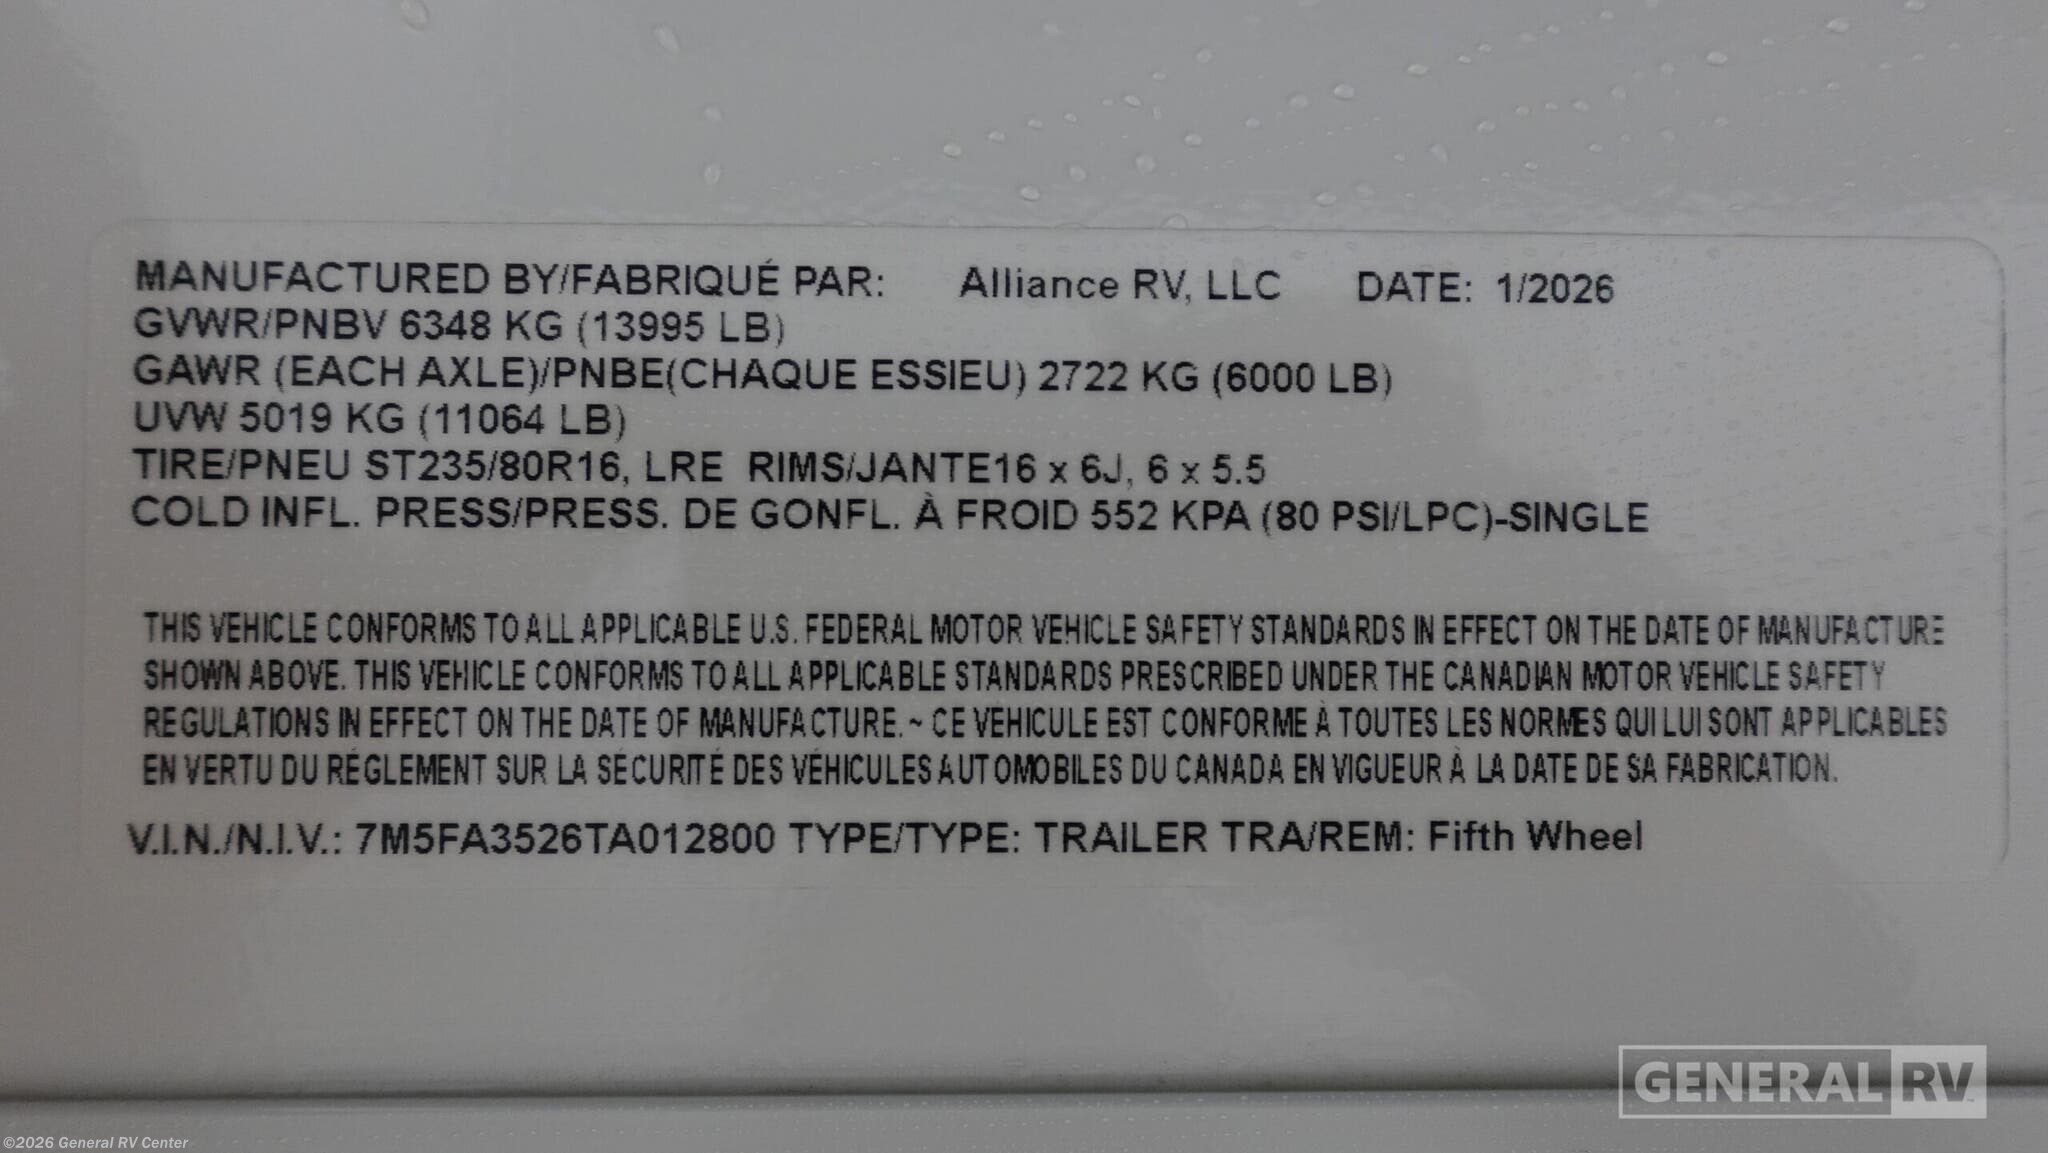 MANUFACTURED BY/FABRIQUÉ PAR: Alliance RV, LLC DATE: 1/2026
GVWR/PNBV 6348 KG (13995 LB)
GAWR (EACH AXLE)/PNBE(CHAQUE ESSIEU) 2722 KG (6000 LB)
UVW 5019 KG (11064 LB)
TIRE/PNEU ST235/80R16, LRE RIMS/JANTE16 x 6J, 6 x 5.5
COLD INFL. PRESS/PRESS. DE GONFL. À FROID 552 KPA (80 PSI/LPC)-SINGLE
THIS VEHICLE CONFORMS TO ALL APPLICABLE U.S. FEDERAL MOTOR VEHICLE SAFETY STANDARDS IN EFFECT ON THE DATE OF MANUFACTURE
SHOWN ABOVE. THIS VEHICLE CONFORMS TO ALL APPLICABLE STANDARDS PRESCRIBED UNDER THE CANADIAN MOTOR VEHICLE SAFETY
REGULATIONS IN EFFECT ON THE DATE OF MANUFACTURE. ~ CE VEHICULE EST CONFORME À TOUTES LES NORMES QUI LUI SONT APPLICABLES
EN VERTU DU RÉGLEMENT SUR LA SÉCURITÉ DES VÉHICULES AUTOMOBILES DU CANADA EN VIGUEUR À LA DATE DE SA FABRICATION.
V.I.N./N.I.V.: 7M5FA3526TA012800 TYPE/TYPE: TRAILER TRA/REM: Fifth Wheel
GENERAL RV
©2026 General RV Center